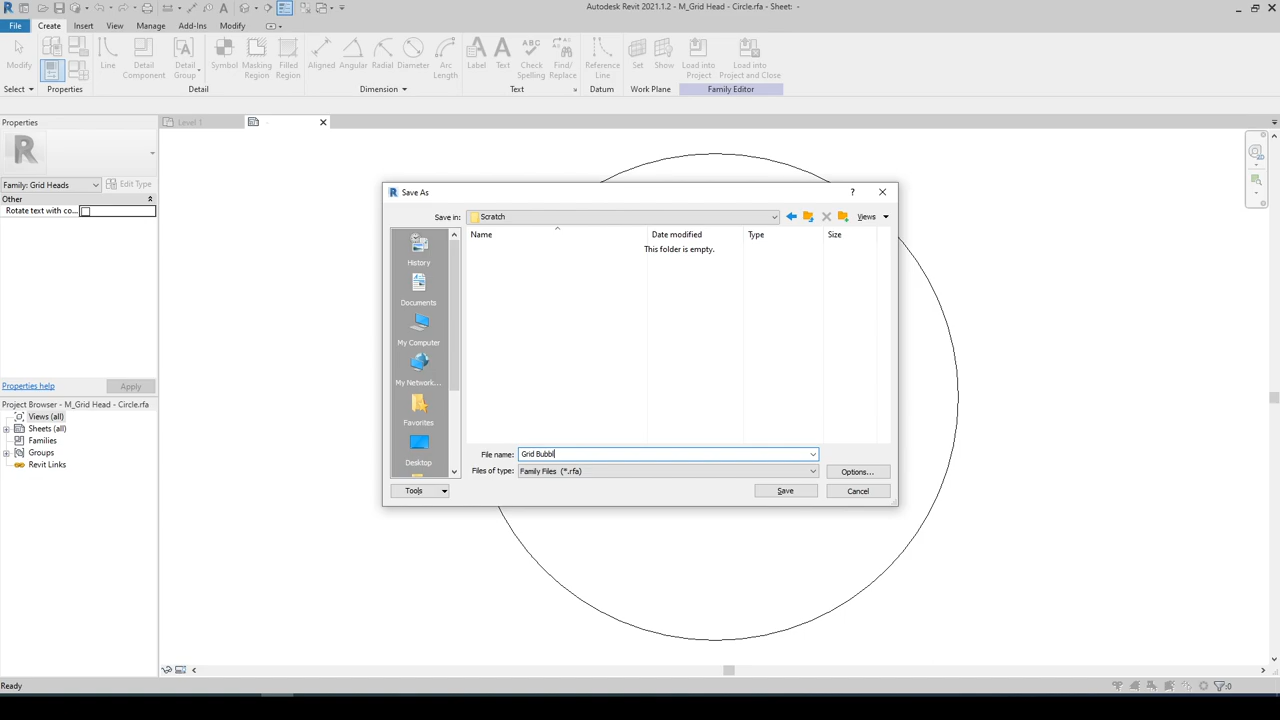 Autodesk Revit 2021.1.2 - M_Grid Head - Circle.rfa - Sheet: -
File Create Insert View Manage Add-Ins Modify
Modify
Line
Detail Component
Detail Group
Symbol
Masking Region
Filled Region
Aligned
Angular
Radial
Diameter
Arc Length
Label
Text
Check Spelling
Find/ Replace
Reference Line
Set
Show
Load into Project
Load into Project and Close
Select Properties Detail Dimension Text Datum Work Plane Family Editor
Properties
Level 1
-
Family: Grid Heads
Edit Type
Other
Rotate text with co...
Properties help
Apply
Project Browser - M_Grid Head - Circle.rfa
Views (all)
Sheets (all)
Families
Groups
Revit Links
Save As
Save in: Scratch Views
Name Date modified Type Size
This folder is empty.
History
Documents
My Computer
My Network...
Favorites
Desktop
File name: Grid Bubbl
Files of type: Family Files (*.rfa) Options...
Tools Save Cancel
Ready
:0